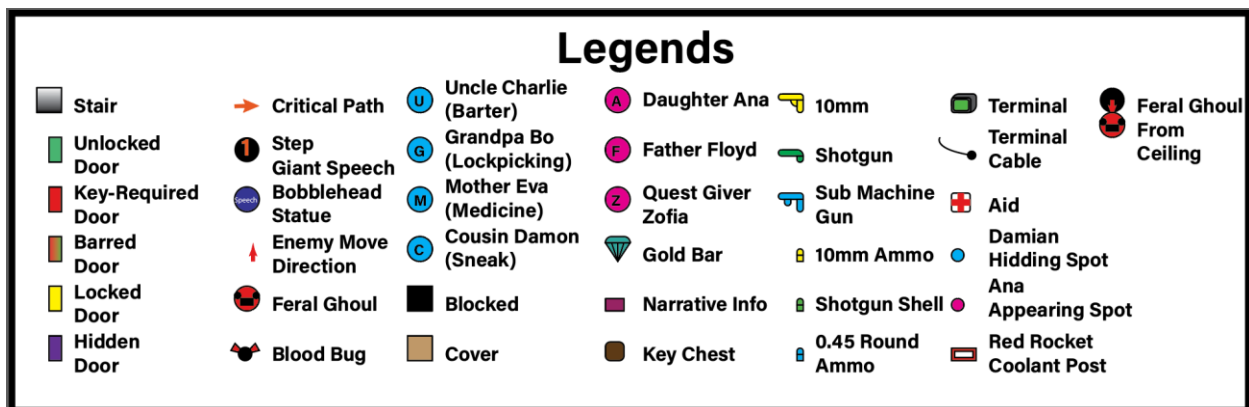 Legends
Stair
Unlocked
Door
Key-Required
Door
Barred
Door
Locked
Door
Hidden
Door
Critical Path
1
Step
Giant Speech
Speech
Bobblehead
Statue
Enemy Move
Direction
Feral Ghoul
Blood Bug
U
Uncle Charlie
(Barter)
G
Grandpa Bo
(Lockpicking)
M
Mother Eva
(Medicine)
C
Cousin Damon
(Sneak)
Blocked
Cover
A
Daughter Ana
F
Father Floyd
Z
Quest Giver
Zofia
Gold Bar
Narrative Info
Key Chest
10mm
Shotgun
Sub Machine
Gun
10mm Ammo
Shotgun Shell
0.45 Round
Ammo
Terminal
Terminal
Cable
Aid
Damian
Hidding Spot
Ana
Appearing Spot
Red Rocket
Coolant Post
Feral Ghoul
From
Ceiling